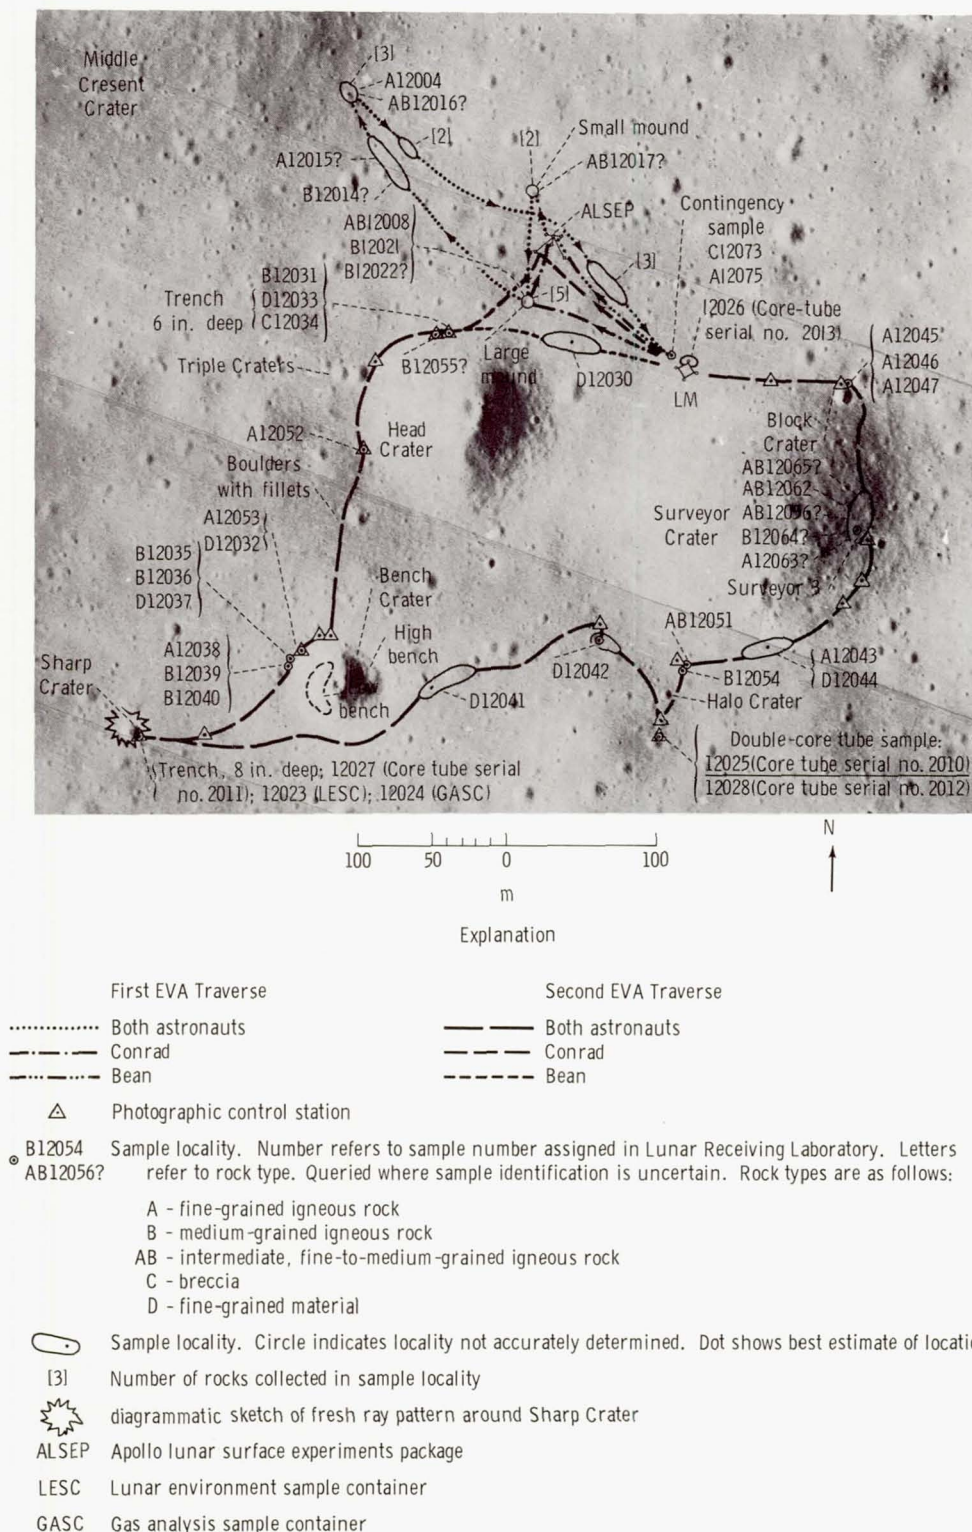 Middle
Cresent
Crater
[3]
A12004
AB12016?
[2]
A12015?
B12014?
[2]
Small mound
AB12017?
ALSEP
Contingency
sample
C12073
A12075
AB12008
B12021
B12022?
[3]
[5]
B12031
D12033
C12034
Trench
6 in. deep
12026 (Core-tube
serial no. 2013)
A12045
A12046
A12047
B12055?
Large
mound
D12030
LM
Triple Craters
Block
Crater
A12052
Head
Crater
Boulders
with fillets
AB12065?
AB12062
B12064?
A12063?
Surveyor
Crater
Surveyor 3
A12053
D12032
B12035
B12036
D12037
Bench
Crater
High
bench
bench
AB12051
A12038
B12039
B12040
Sharp
Crater
D12041
D12042
B12054
A12043
D12044
Halo Crater
Trench, 8 in. deep; 12027 (Core tube serial
no. 2011); 12023 (LESC); 12024 (GASC)
Double-core tube sample:
12025(Core tube serial no. 2010)
12028(Core tube serial no. 2012)
100 50 0 100
m
N
Explanation
First EVA Traverse
Both astronauts
Conrad
Bean
Second EVA Traverse
Both astronauts
Conrad
Bean
Photographic control station
B12054
AB12056?
Sample locality. Number refers to sample number assigned in Lunar Receiving Laboratory. Letters
refer to rock type. Queried where sample identification is uncertain. Rock types are as follows:
A - fine-grained igneous rock
B - medium-grained igneous rock
AB - intermediate, fine-to-medium-grained igneous rock
C - breccia
D - fine-grained material
Sample locality. Circle indicates locality not accurately determined. Dot shows best estimate of locati
[3] Number of rocks collected in sample locality
diagrammatic sketch of fresh ray pattern around Sharp Crater
ALSEP Apollo lunar surface experiments package
LESC Lunar environment sample container
GASC Gas analysis sample container